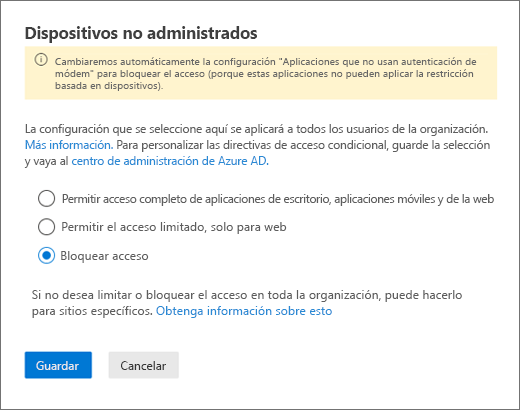 Dispositivos no administrados
Cambiaremos automáticamente la configuración "Aplicaciones que no usan autenticación de
módem" para bloquear el acceso (porque estas aplicaciones no pueden aplicar la restricción
basada en dispositivos).
La configuración que se seleccione aquí se aplicará a todos los usuarios de la organización.
Más información. Para personalizar las directivas de acceso condicional, guarde la selección
y vaya al centro de administración de Azure AD.
Permitir acceso completo de aplicaciones de escritorio, aplicaciones móviles y de la web
Permitir el acceso limitado, solo para web
Bloquear acceso
Si no desea limitar o bloquear el acceso en toda la organización, puede hacerlo
para sitios específicos. Obtenga información sobre esto
Guardar
Cancelar